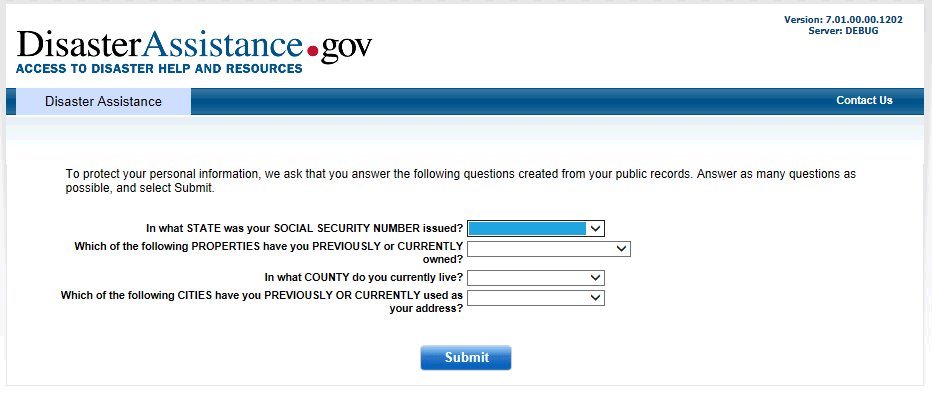 Version: 7.01.00.00.1202
Server: DEBUG
DisasterAssistance.gov
ACCESS TO DISASTER HELP AND RESOURCES
Disaster Assistance
Contact Us
To protect your personal information, we ask that you answer the following questions created from your public records. Answer as many questions as
possible, and select Submit.
In what STATE was your SOCIAL SECURITY NUMBER issued?
Which of the following PROPERTIES have you PREVIOUSLY or CURRENTLY
owned?
In what COUNTY do you currently live?
Which of the following CITIES have you PREVIOUSLY OR CURRENTLY used as
your address?
Submit